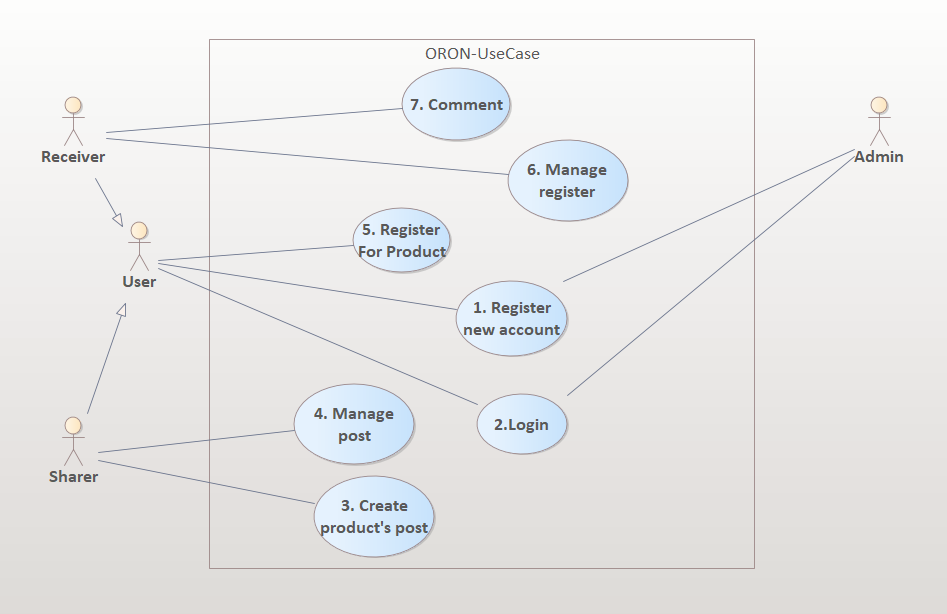 ORON-UseCase
7. Comment
Receiver
Admin
6. Manage
register
5. Register
For Product
User
1. Register
new account
4. Manage
post
2.Login
Sharer
3. Create
product's post